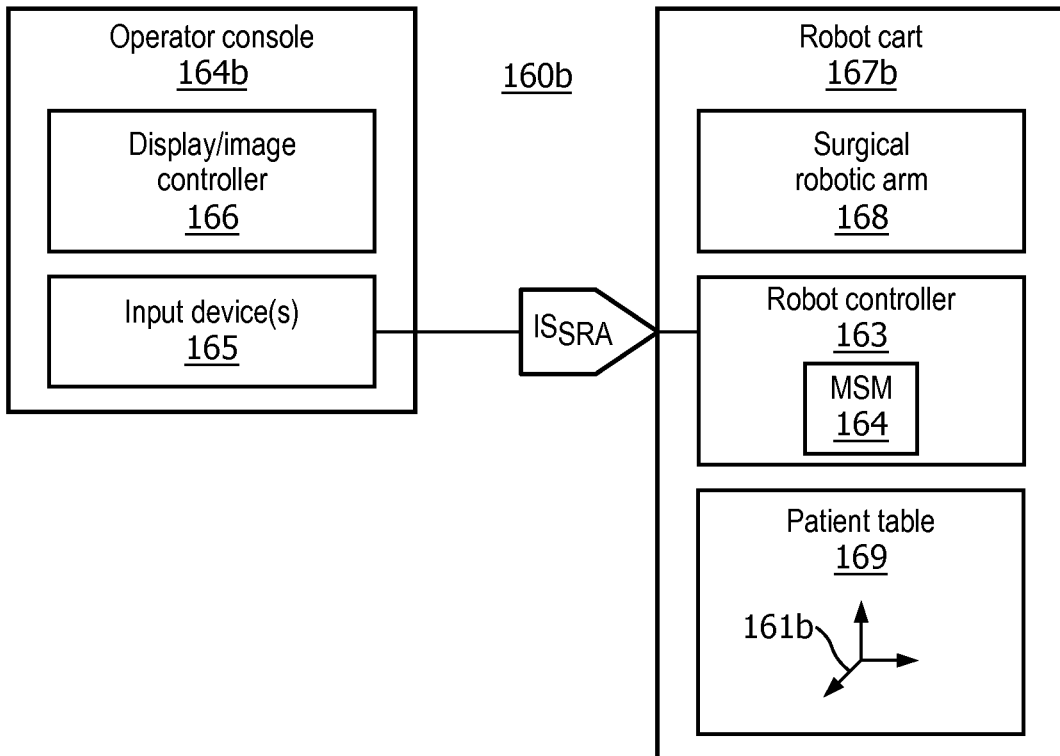 Operator console
164b
Display/image
controller
166
Input device(s)
165
160b
ISSRA
Robot cart
167b
Surgical
robotic arm
168
Robot controller
163
MSM
164
Patient table
169
161b